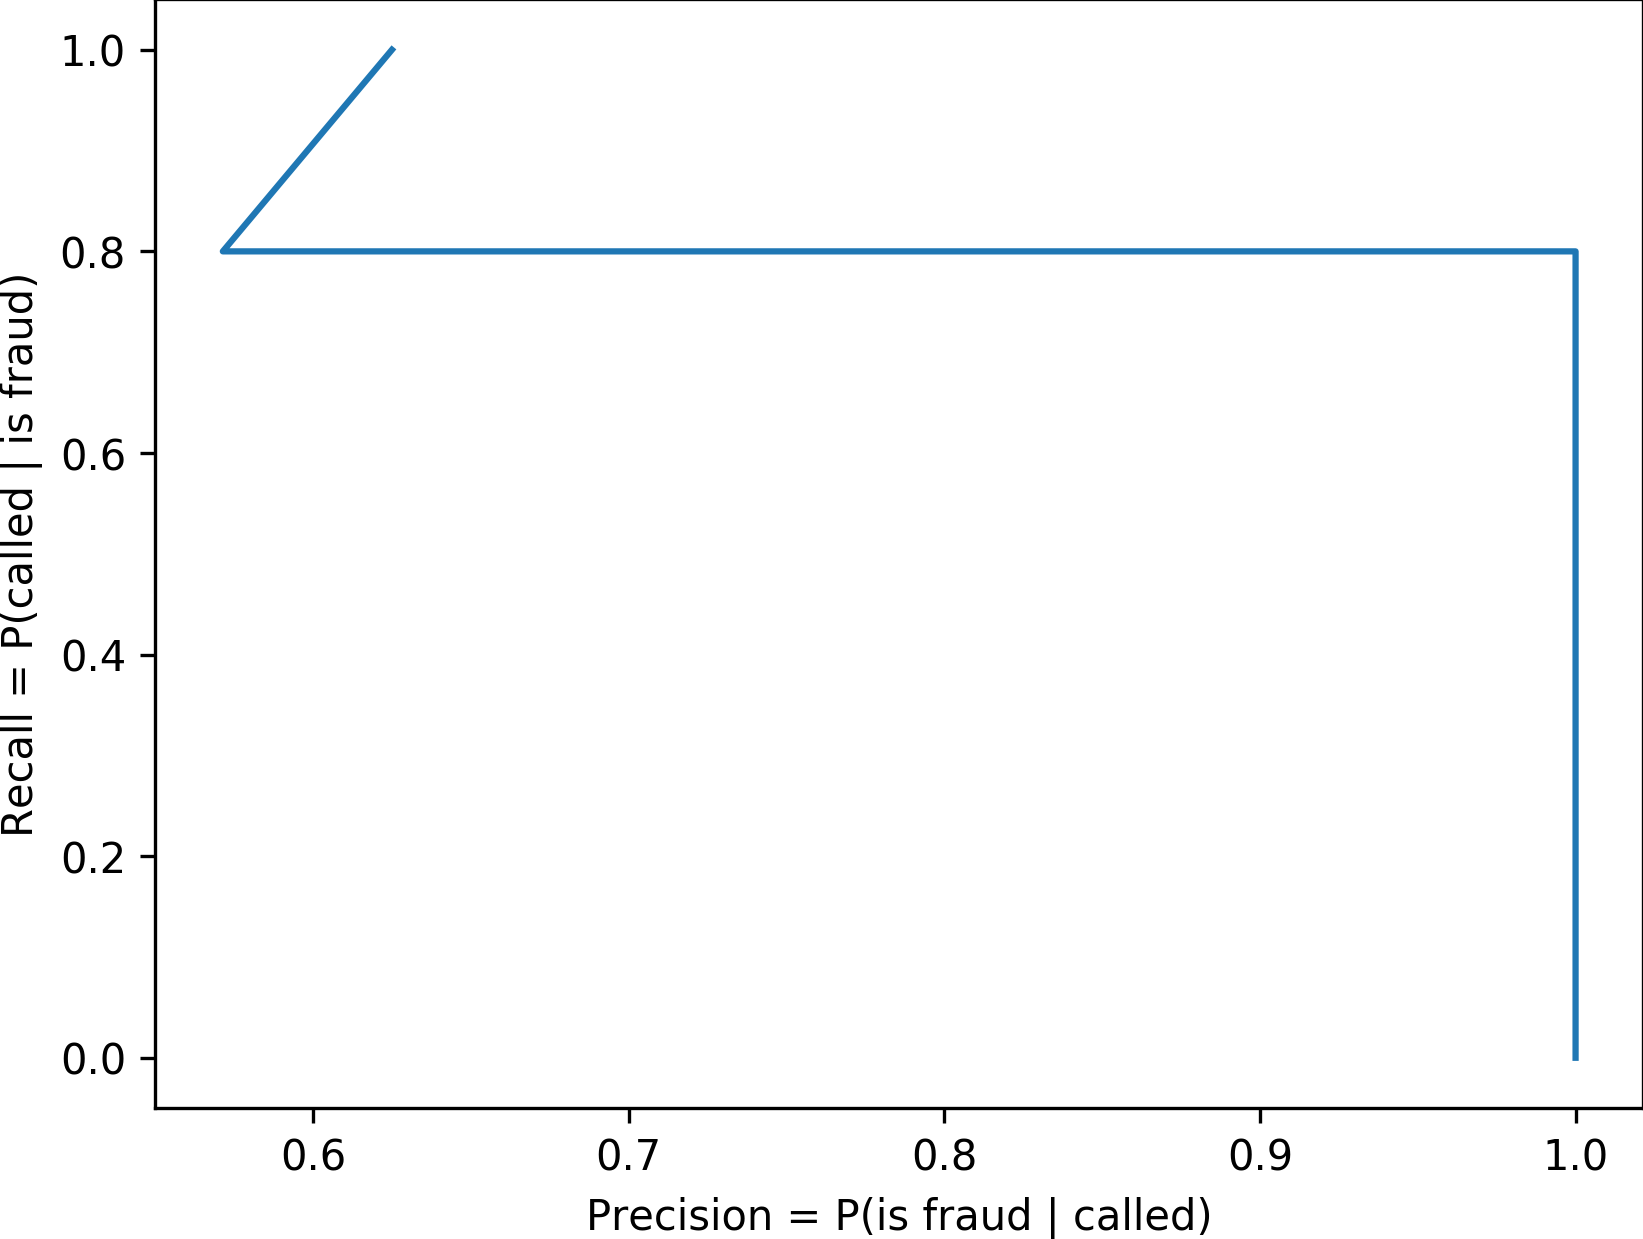 1.0
0.8
0.6
0.4
0.2
0.0
Recall = P(called | is fraud)
0.6 0.7 0.8 0.9 1.0
Precision = P(is fraud | called)